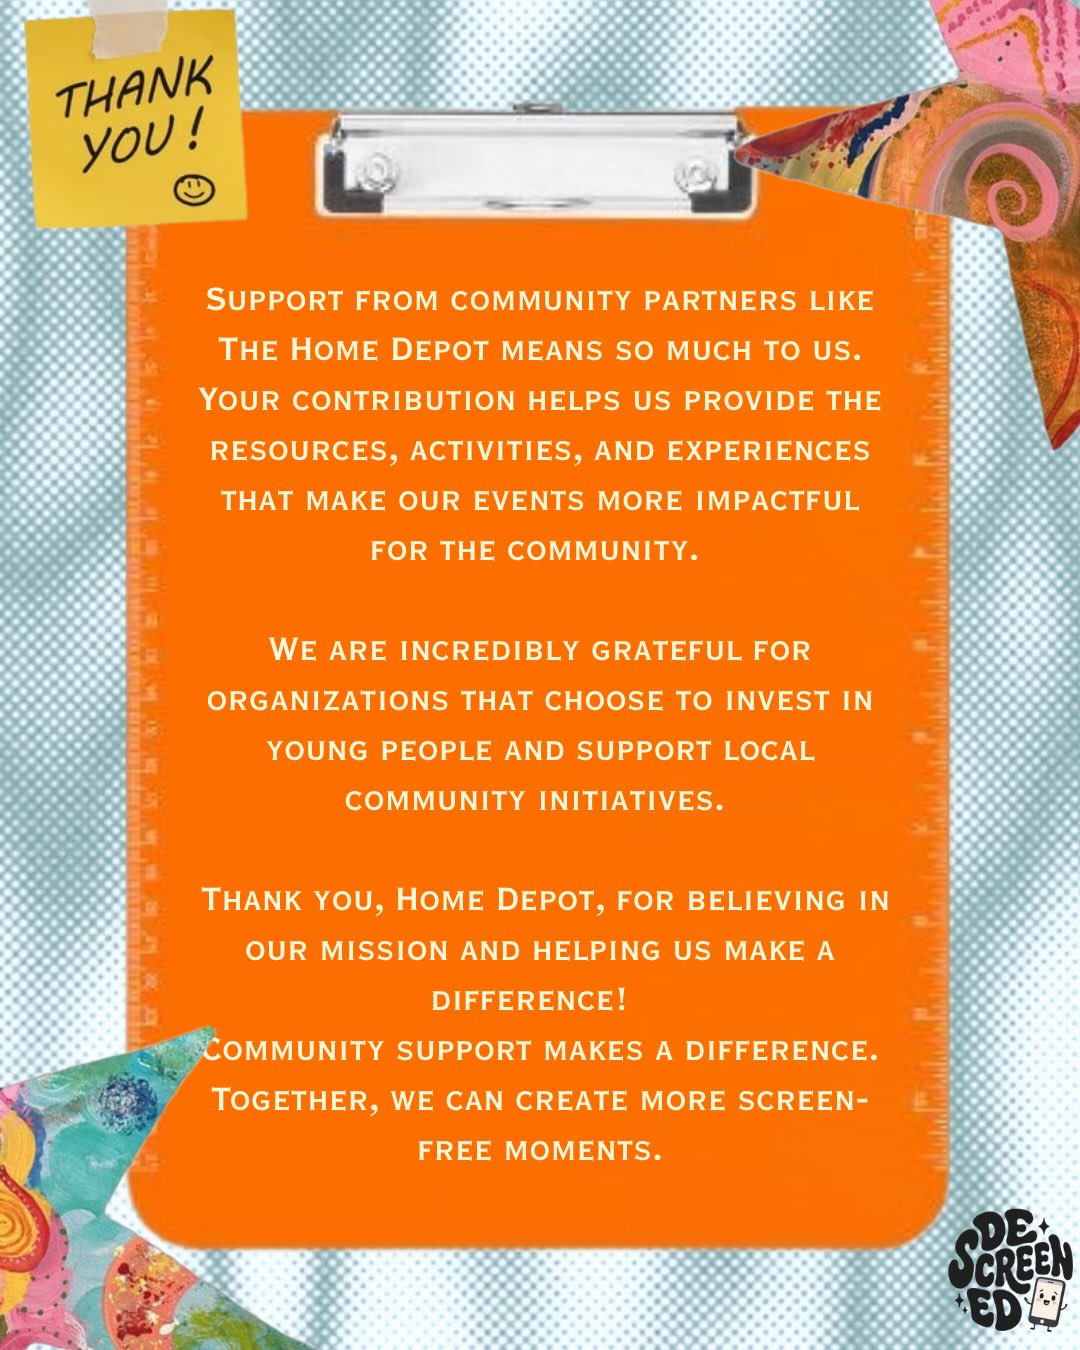 THANK
YOU!
Support from community partners like
The Home Depot means so much to us.
Your contribution helps us provide the
resources, activities, and experiences
that make our events more impactful
for the community.
We are incredibly grateful for
organizations that choose to invest in
young people and support local
community initiatives.
Thank you, Home Depot, for believing in
our mission and helping us make a
difference!
Community support makes a difference.
Together, we can create more screen-
free moments.
DE
SCREEN
ED